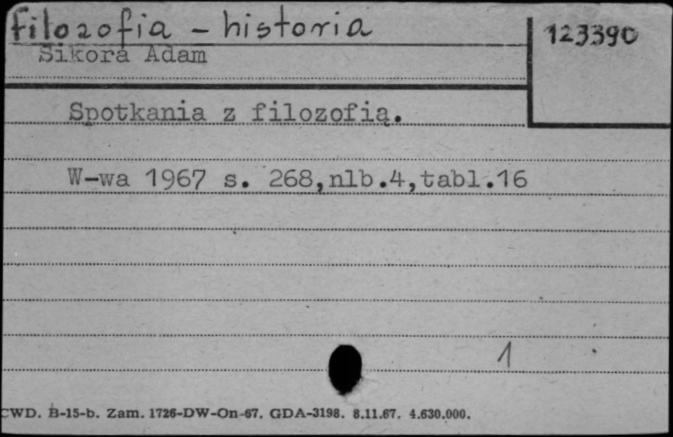 filozofia - historia
123390
Sikora Adam
Spotkania z filozofią.
W-wa 1967 s. 268,nlb.4,tabl.16
1
CWD. B-15-b. Zam. 1726-DW-On-67. GDA-3198. 8.11.67. 4.630.000.